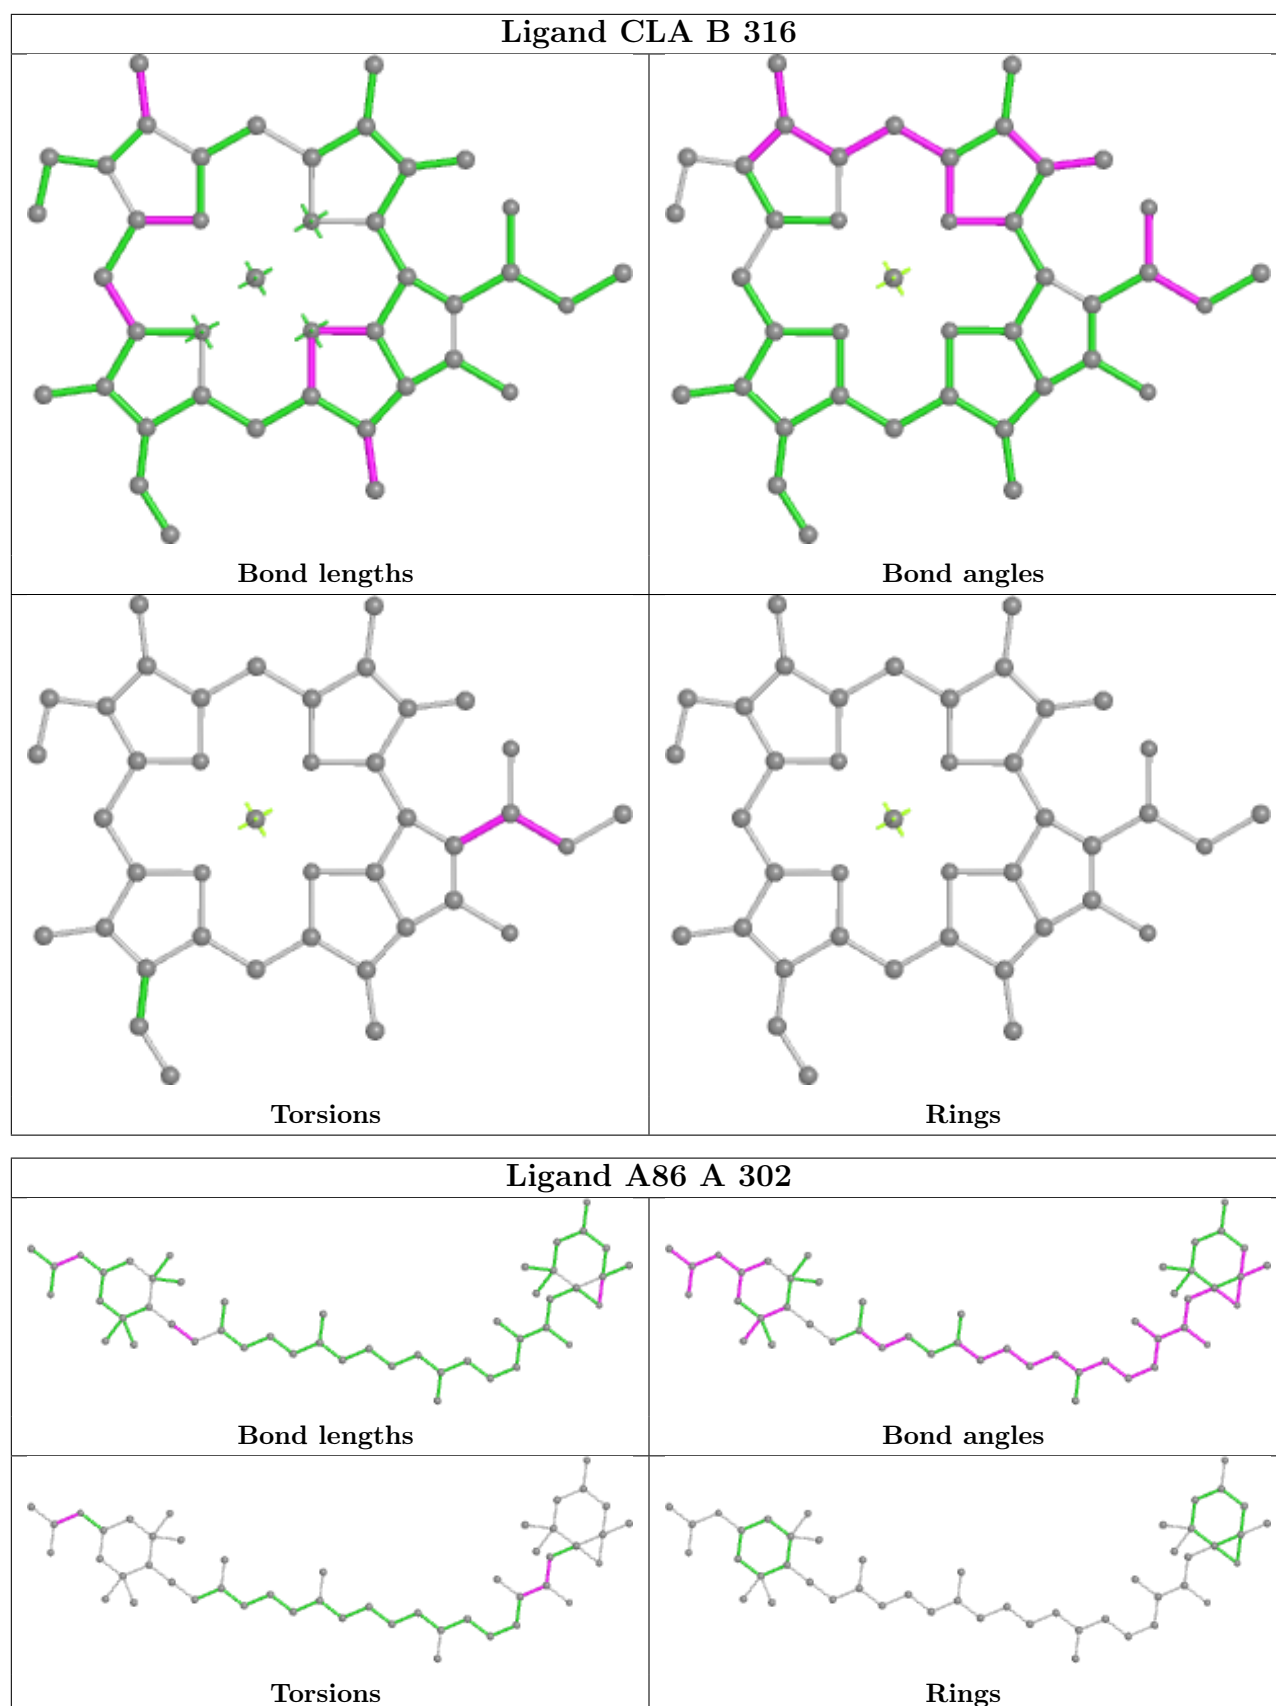 Ligand CLA B 316
Bond lengths
Bond angles
Torsions
Rings
Ligand A86 A 302
Bond lengths
Bond angles
Torsions
Rings